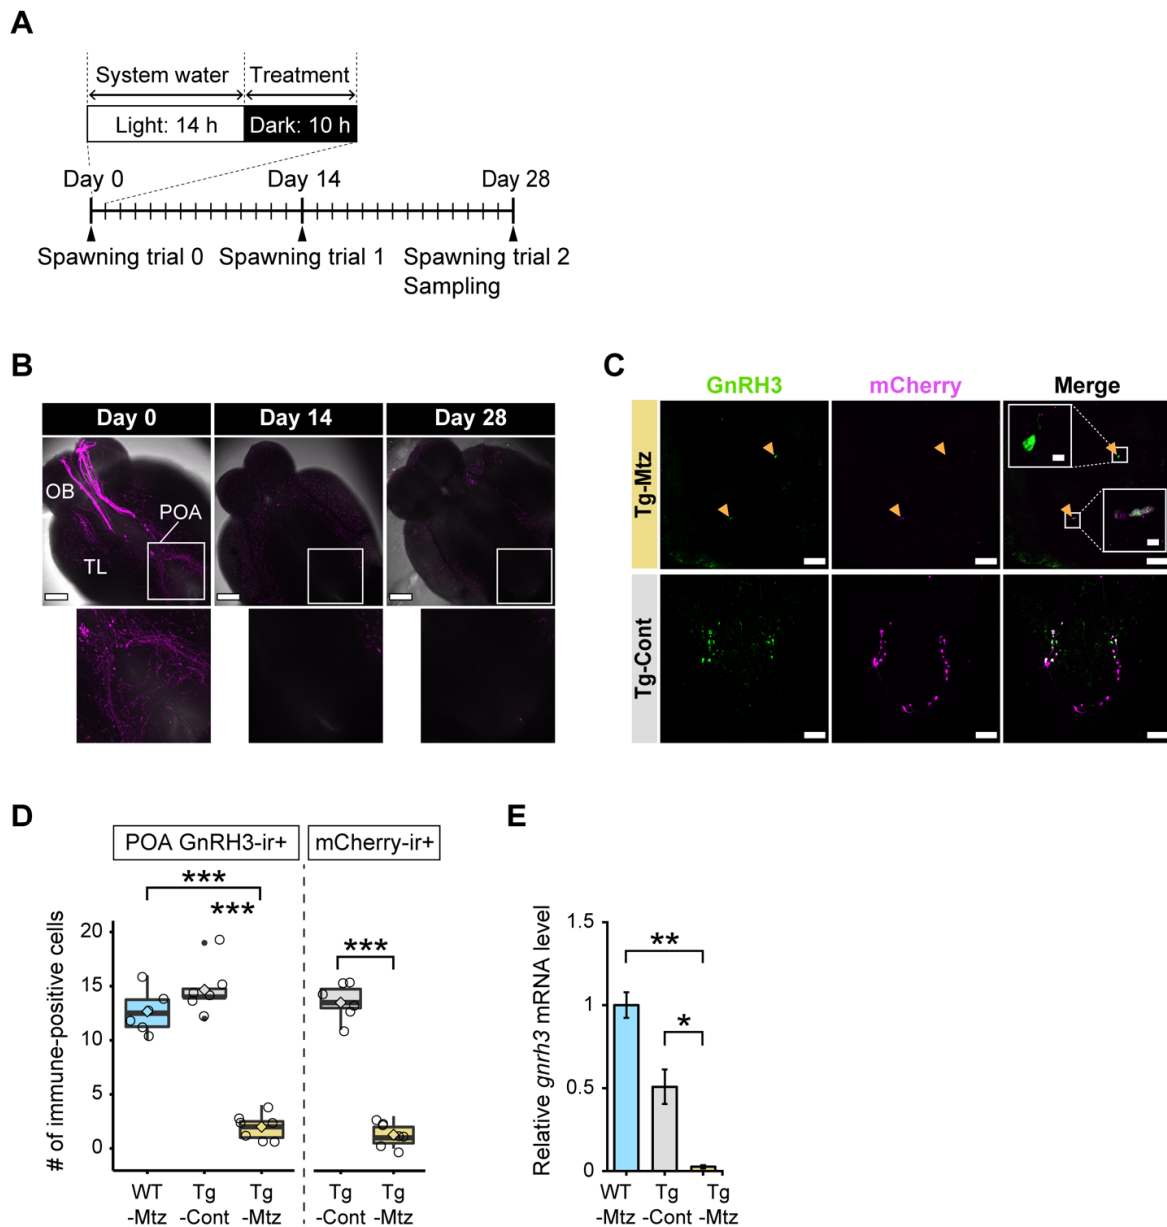 A
System water
Treatment
Light: 14 h
Dark: 10 h
Day 0
Day 14
Day 28
Spawning trial 0
Spawning trial 1
Spawning trial 2
Sampling
B
Day 0
Day 14
Day 28
OB
POA
TL
C
GnRH3
mCherry
Merge
Tg-Mtz
Tg-Cont
D
POA GnRH3-ir+
mCherry-ir+
***
***
***
# of immune-positive cells
20
15
10
5
0
WT
-Mtz
Tg
-Cont
Tg
-Mtz
Tg
-Cont
Tg
-Mtz
E
Relative gnrh3 mRNA level
1.5
1
0.5
0
**
*
WT
-Mtz
Tg
-Cont
Tg
-Mtz